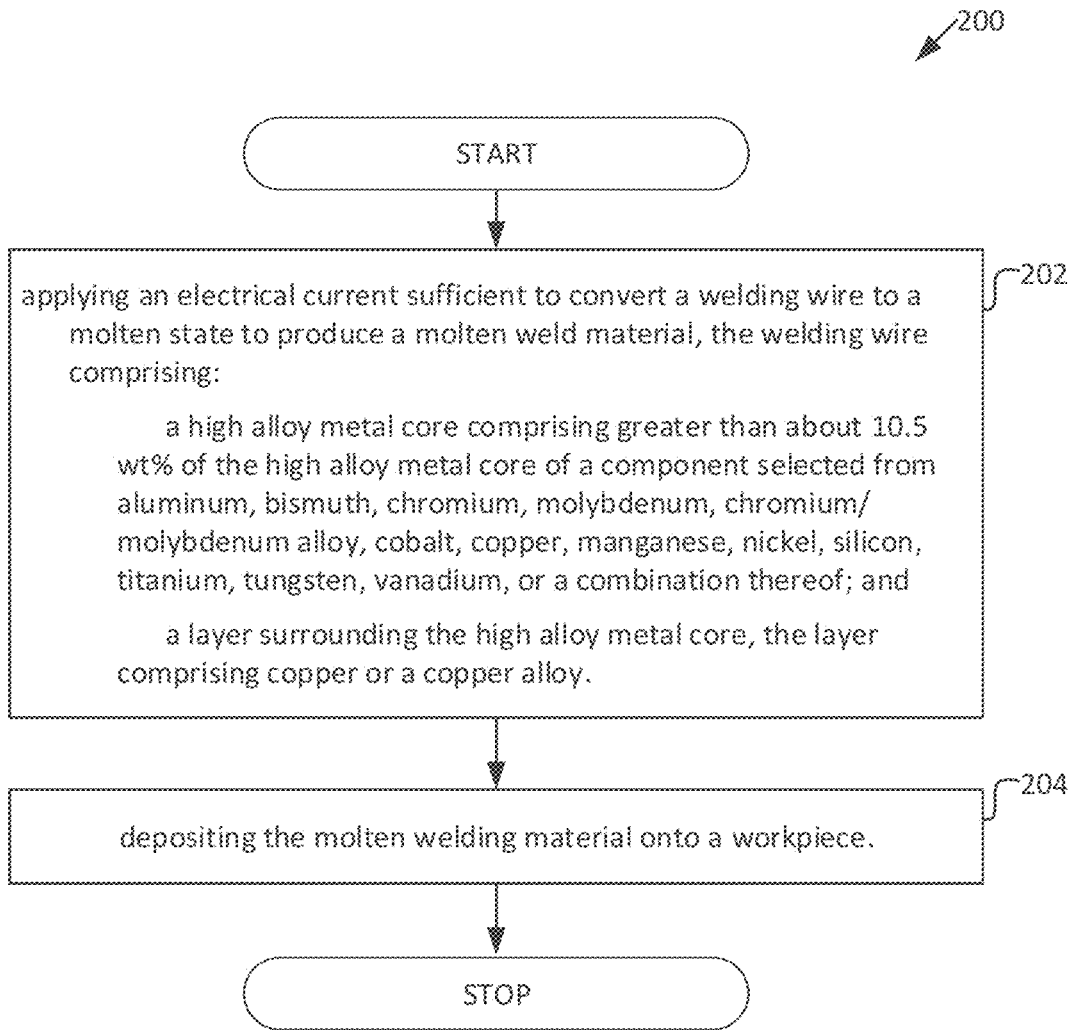 200
START
202
applying an electrical current sufficient to convert a welding wire to a
molten state to produce a molten weld material, the welding wire
comprising:
a high alloy metal core comprising greater than about 10.5
wt% of the high alloy metal core of a component selected from
aluminum, bismuth, chromium, molybdenum, chromium/
molybdenum alloy, cobalt, copper, manganese, nickel, silicon,
titanium, tungsten, vanadium, or a combination thereof; and
a layer surrounding the high alloy metal core, the layer
comprising copper or a copper alloy.
204
depositing the molten welding material onto a workpiece.
STOP